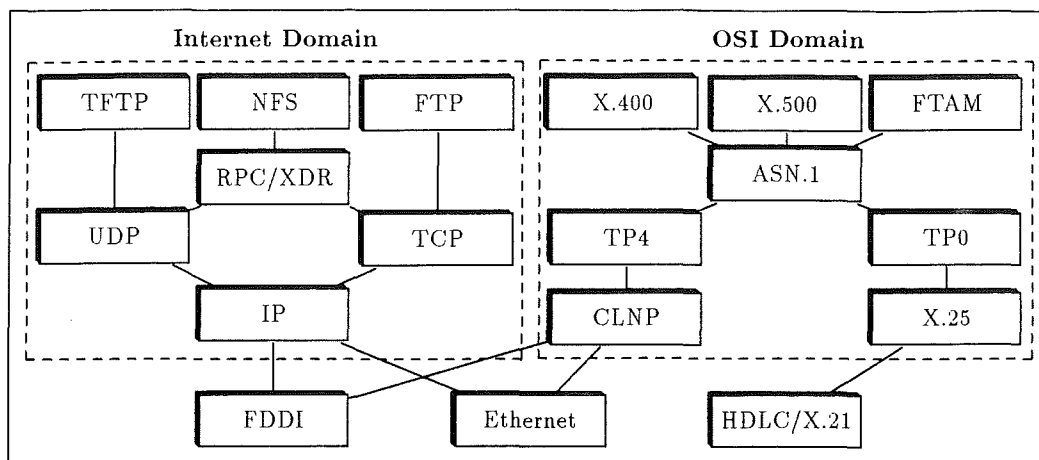 Internet Domain
OSI Domain
TFTP
NFS
FTP
X.400
X.500
FTAM
RPC/XDR
ASN.1
UDP
TCP
TP4
TP0
IP
CLNP
X.25
FDDI
Ethernet
HDLC/X.21